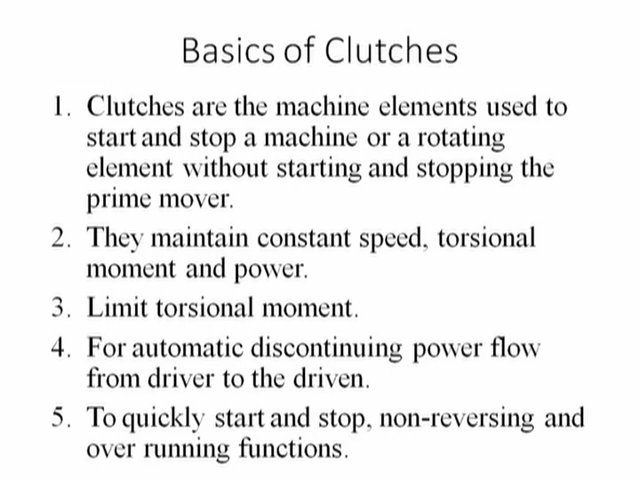 Basics of Clutches
1. Clutches are the machine elements used to
start and stop a machine or a rotating
element without starting and stopping the
prime mover.
2. They maintain constant speed, torsional
moment and power.
3. Limit torsional moment.
4. For automatic discontinuing power flow
from driver to the driven.
5. To quickly start and stop, non-reversing and
over running functions.